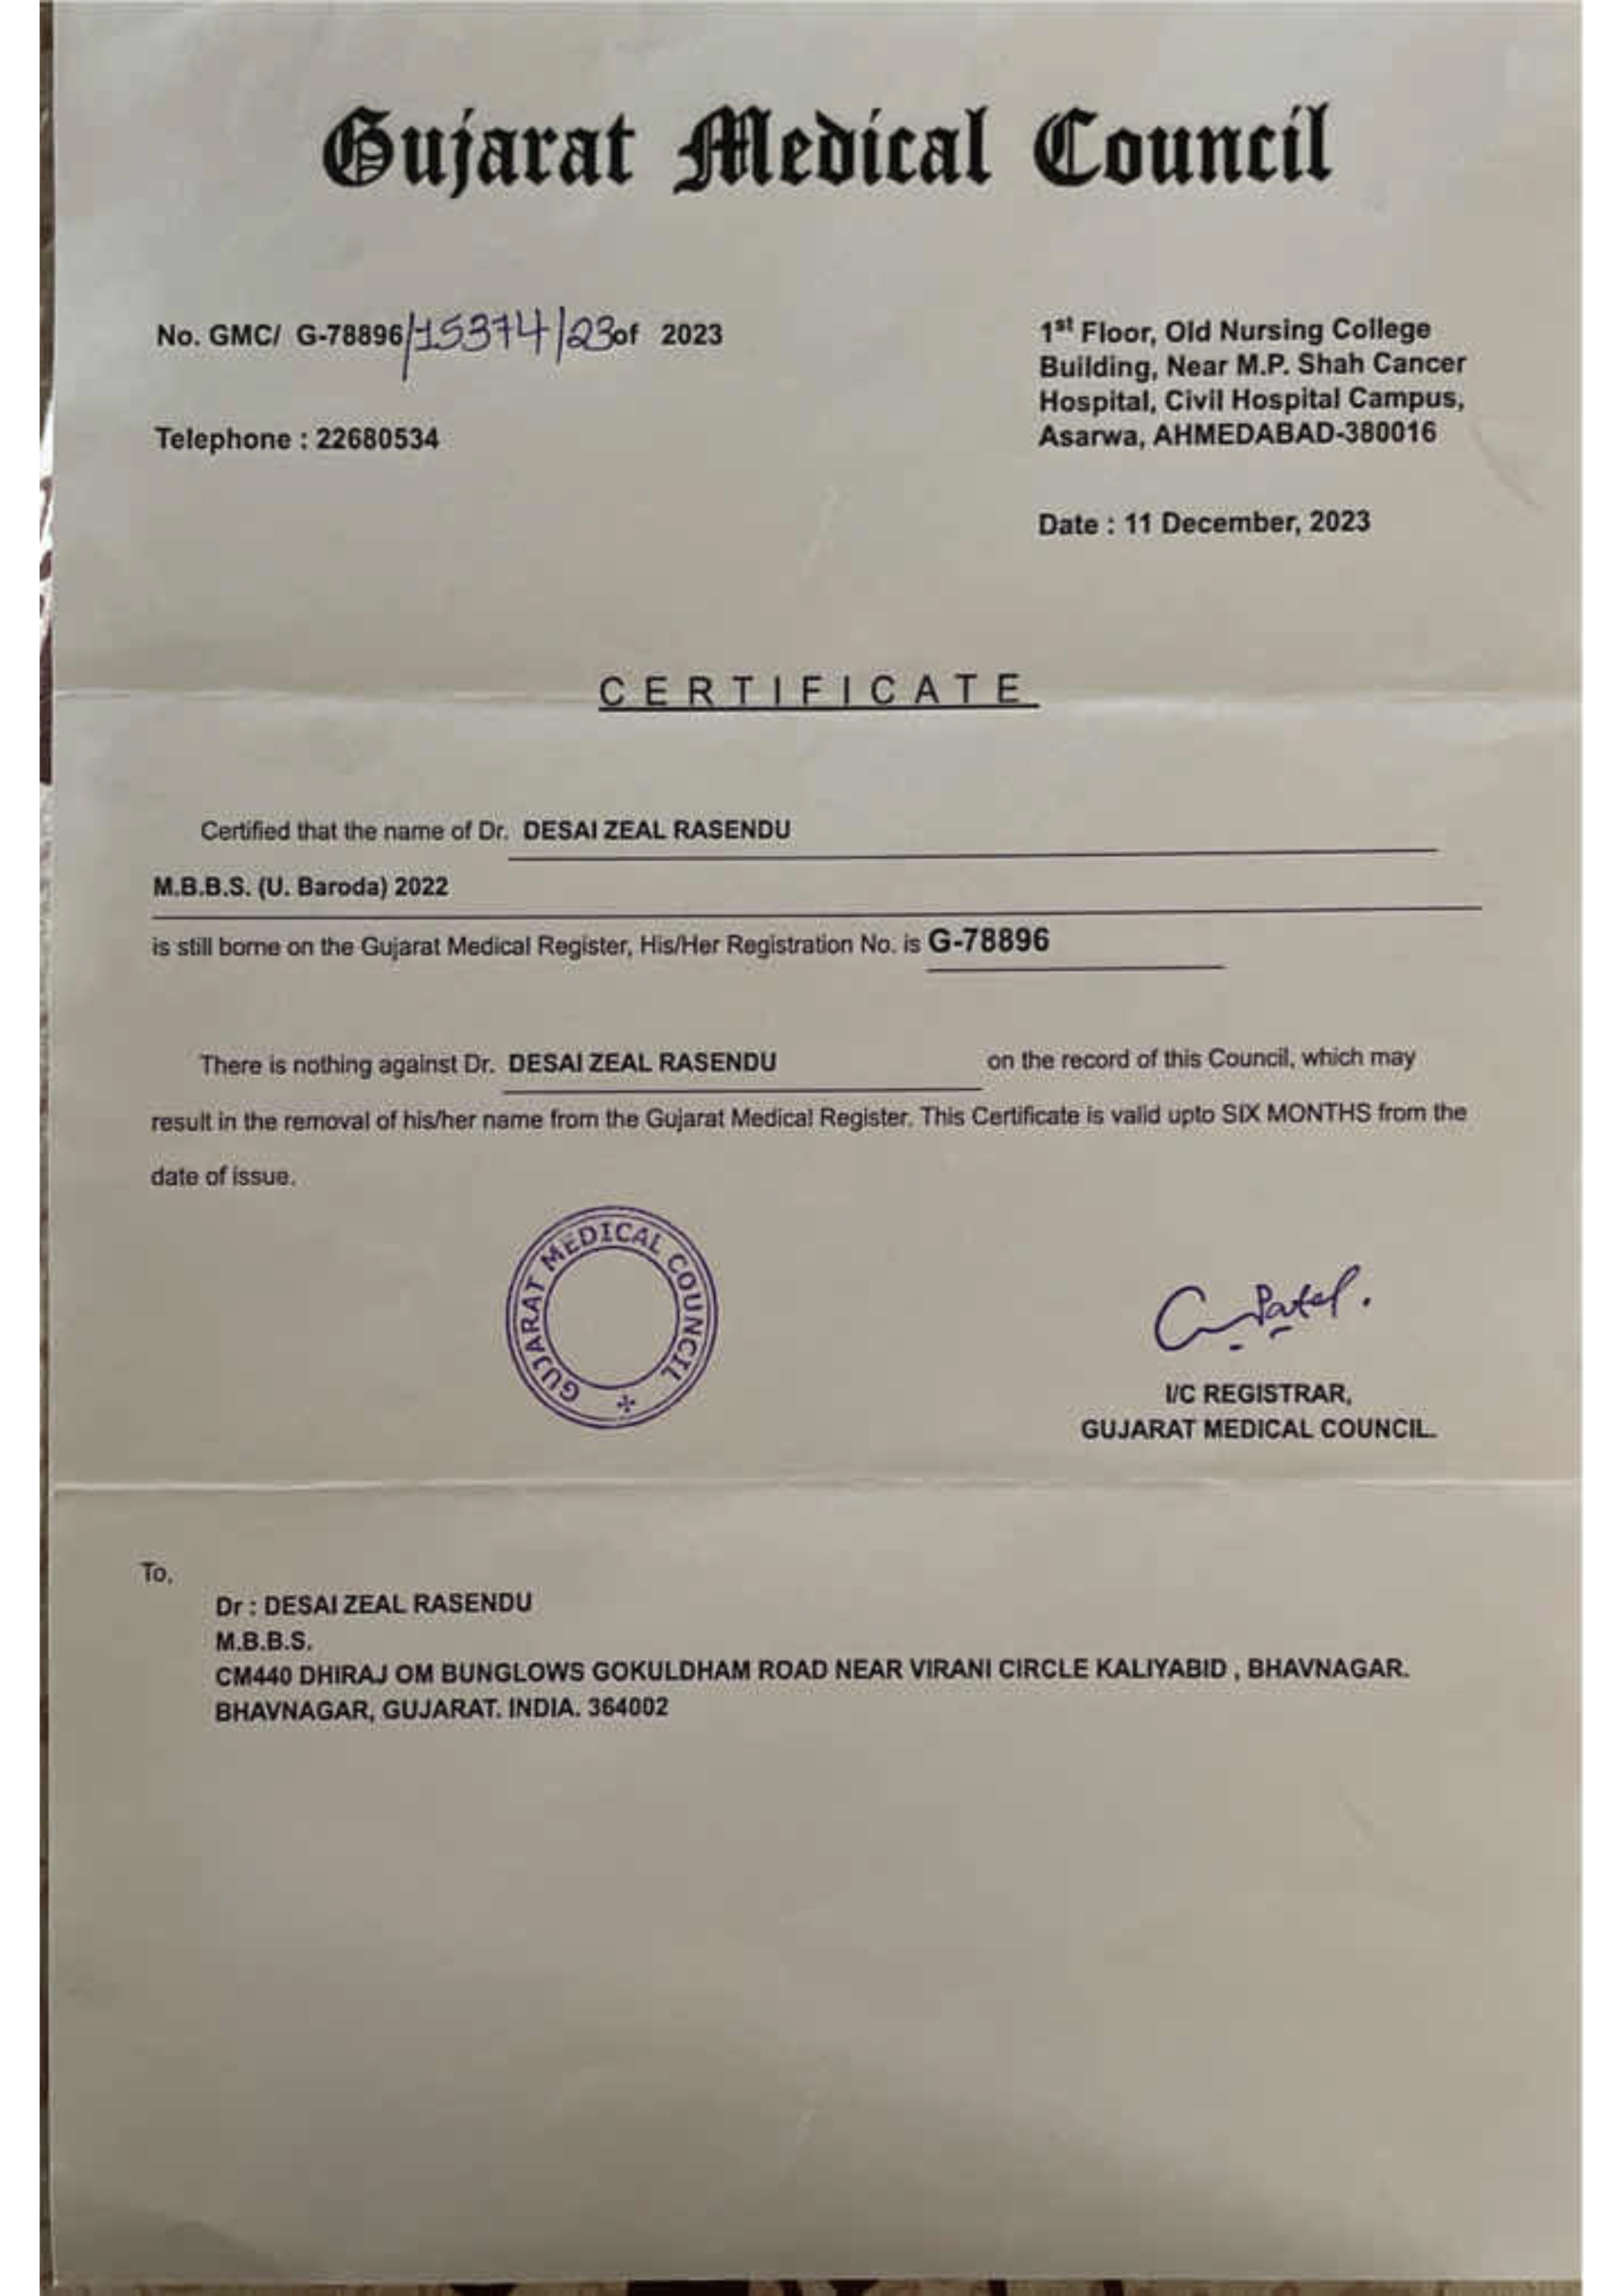 Gujarat Medical Council
No. GMC/ G-78896/15374/23 of 2023
Telephone : 22680534
1st Floor, Old Nursing College
Building, Near M.P. Shah Cancer
Hospital, Civil Hospital Campus,
Asarwa, AHMEDABAD-380016
Date : 11 December, 2023
CERTIFICATE
Certified that the name of Dr. DESAI ZEAL RASENDU
M.B.B.S. (U. Baroda) 2022
is still borne on the Gujarat Medical Register, His/Her Registration No. is G-78896
There is nothing against Dr. DESAI ZEAL RASENDU on the record of this Council, which may
result in the removal of his/her name from the Gujarat Medical Register. This Certificate is valid upto SIX MONTHS from the
date of issue.
GUJARAT MEDICAL COUNCIL
Patel.
I/C REGISTRAR,
GUJARAT MEDICAL COUNCIL.
To,
Dr : DESAI ZEAL RASENDU
M.B.B.S.
CM440 DHIRAJ OM BUNGLOWS GOKULDHAM ROAD NEAR VIRANI CIRCLE KALIYABID , BHAVNAGAR.
BHAVNAGAR, GUJARAT. INDIA. 364002